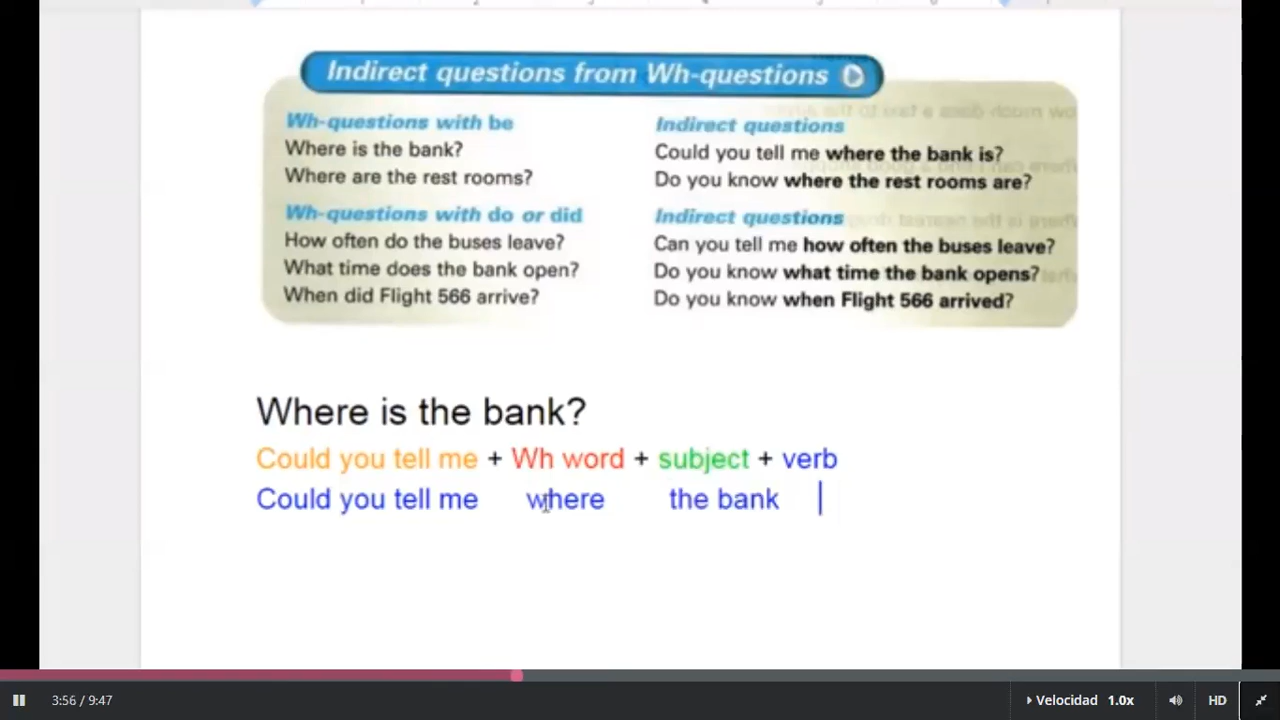 Indirect questions from Wh-questions
Wh-questions with be
Where is the bank?
Where are the rest rooms?
Indirect questions
Could you tell me where the bank is?
Do you know where the rest rooms are?
Wh-questions with do or did
How often do the buses leave?
What time does the bank open?
When did Flight 566 arrive?
Indirect questions
Can you tell me how often the buses leave?
Do you know what time the bank opens?
Do you know when Flight 566 arrived?
Where is the bank?
Could you tell me + Wh word + subject + verb
Could you tell me where the bank
3:56 / 9:47
Velocidad 1.0x
HD